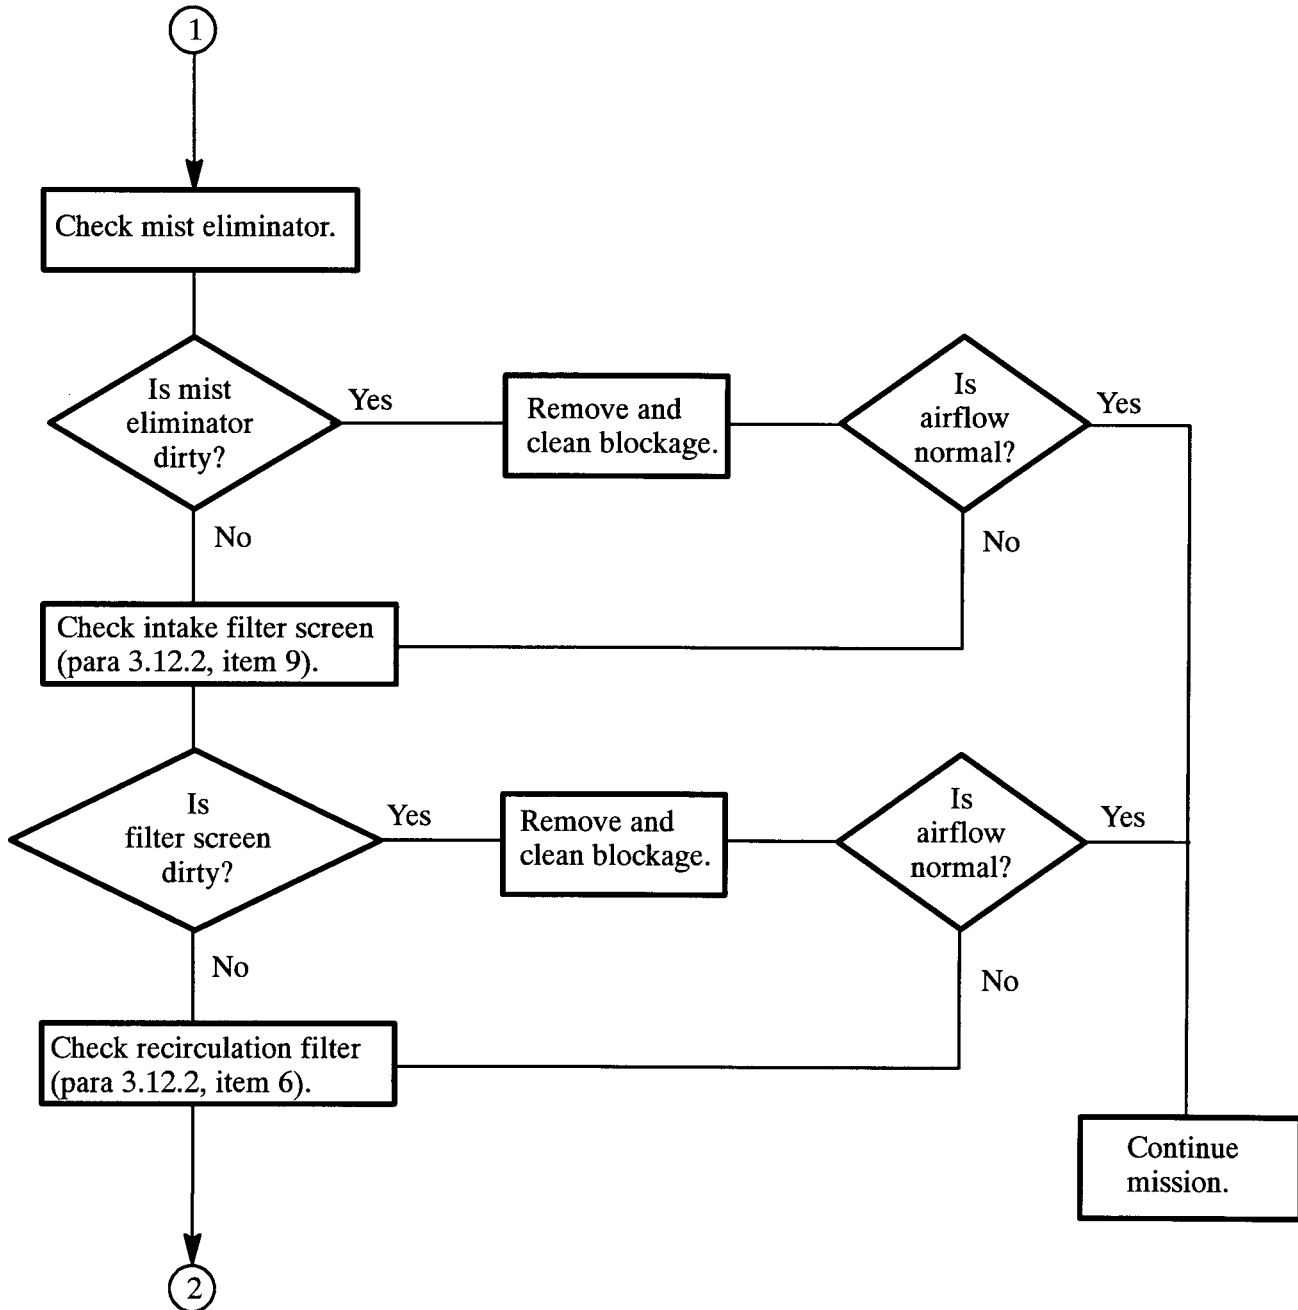 1
Check mist eliminator.
Is mist
eliminator
dirty?
Yes
Remove and
clean blockage.
Is
airflow
normal?
Yes
No
No
Check intake filter screen
(para 3.12.2, item 9).
Is
filter screen
dirty?
Yes
Remove and
clean blockage.
Is
airflow
normal?
Yes
No
No
Check recirculation filter
(para 3.12.2, item 6).
Continue
mission.
2